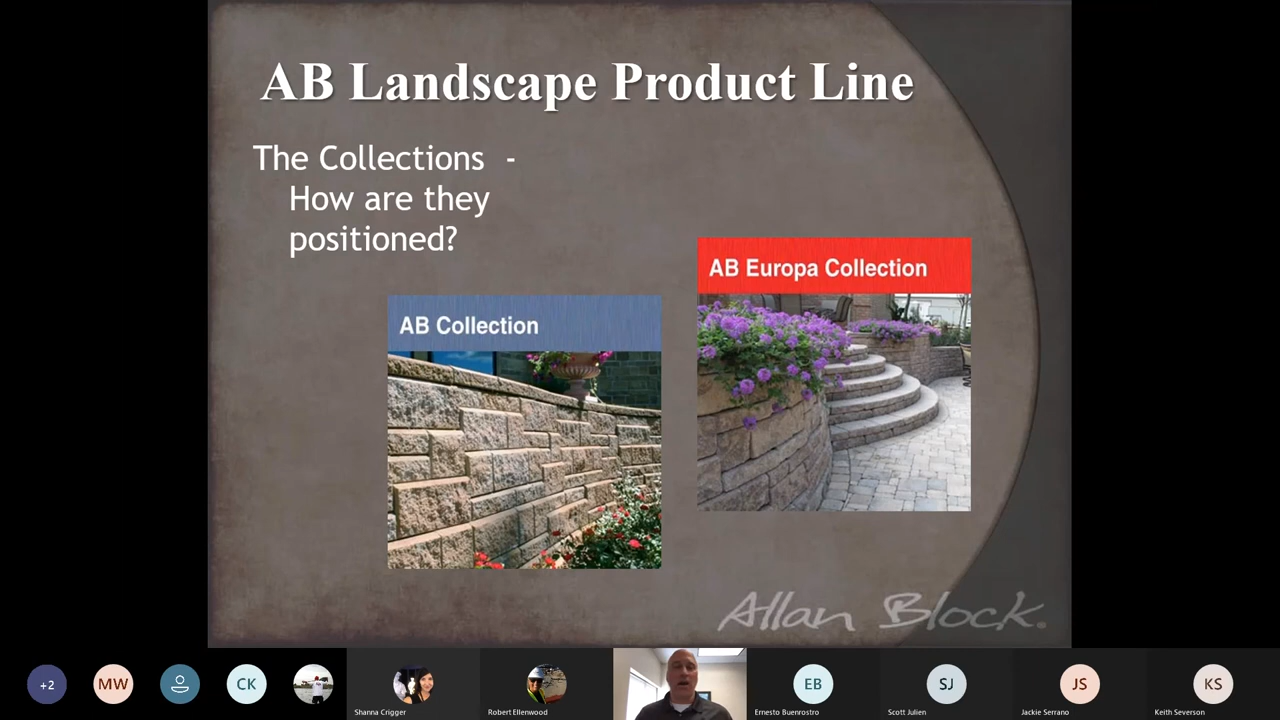 AB Landscape Product Line
The Collections -
How are they
positioned?
AB Europa Collection
AB Collection
Allan Block.
+2
MW
CK
EB
SJ
JS
KS
Shanna Crigger
Robert Ellenwood
Ernesto Buenrostro
Scott Julien
Jackie Serrano
Keith Severson